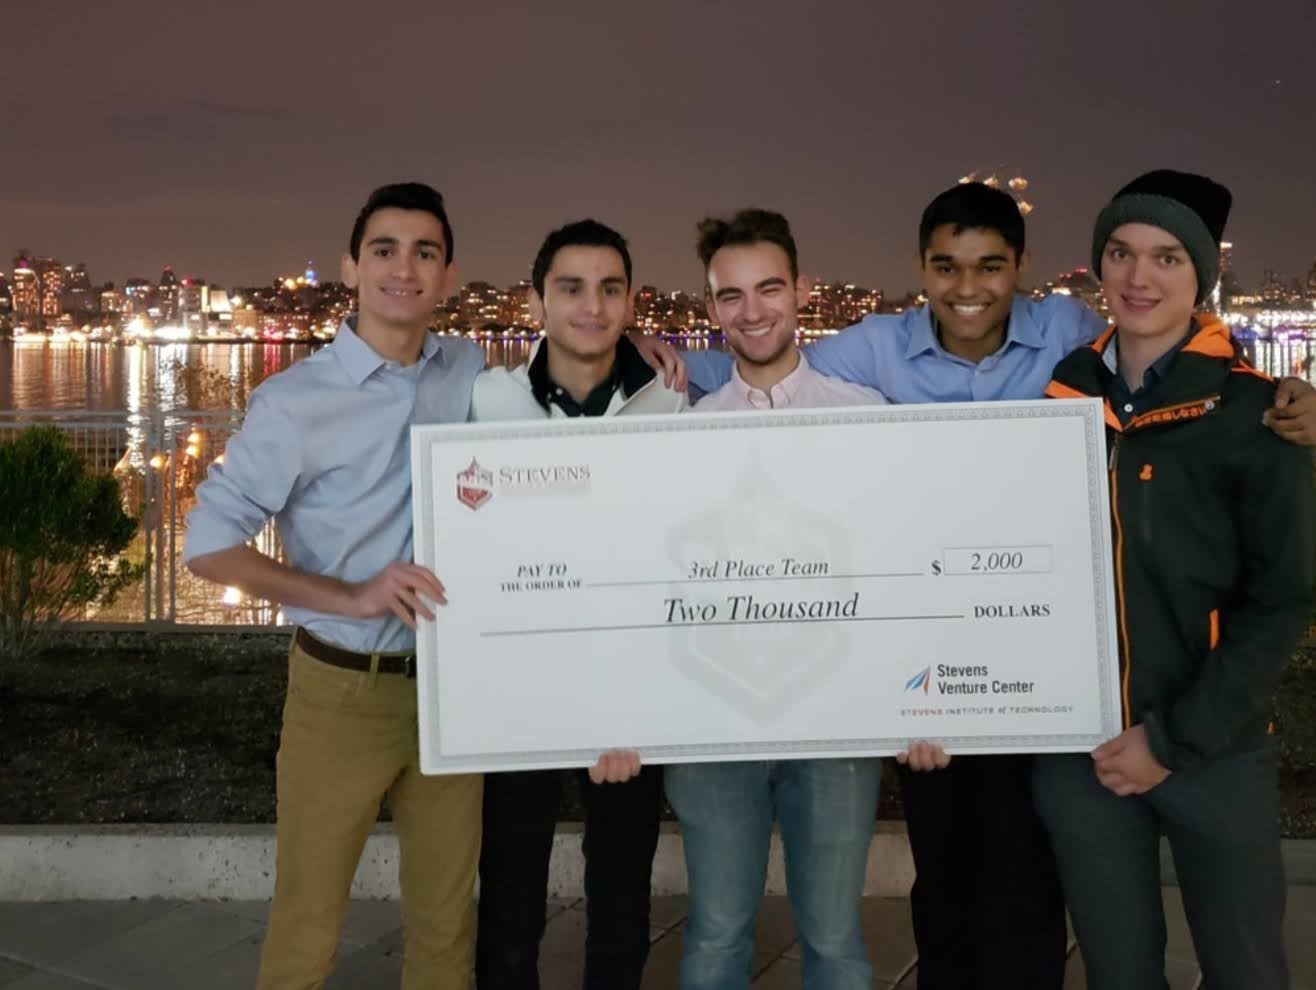 STEVENS
PAY TO
THE ORDER OF
3rd Place Team
$ 2,000
Two Thousand
DOLLARS
Stevens
Venture Center
STEVENS INSTITUTE of TECHNOLOGY